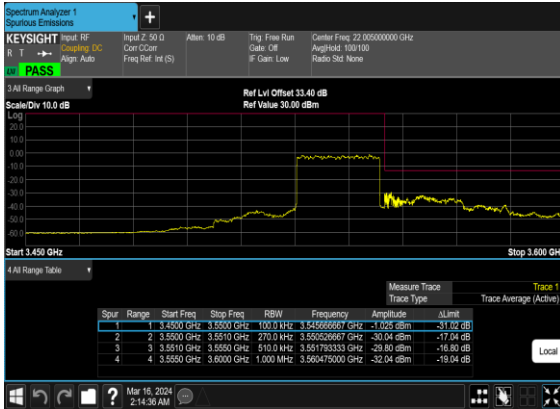 Spectrum Analyzer 1
Spurious Emissions
KEYSIGHT Input: RF Input Z: 50 Ω Atten: 10 dB Trig: Free Run Center Freq: 22.005000000 GHz
R T Coupling: DC Corr CCorr Gate: Off Avg|Hold: 100/100
Align: Auto Freq Ref: Int (S) IF Gain: Low Radio Std: None
PASS
3 All Range Graph
Ref Lvl Offset 33.40 dB
Scale/Div 10.0 dB Ref Value 30.00 dBm
Log
20.0
10.0
0.00
-10.0
-20.0
-30.0
-40.0
-50.0
-60.0
Start 3.450 GHz Stop 3.600 GH
4 All Range Table
Measure Trace Trace 1
Trace Type Trace Average (Active)
Spur Range Start Freq Stop Freq RBW Frequency Amplitude ΔLimit
1 1 3.4500 GHz 3.5500 GHz 100.0 kHz 3.545666667 GHz -1.025 dBm -31.02 dB
2 2 3.5500 GHz 3.5510 GHz 270.0 kHz 3.550526667 GHz -30.04 dBm -17.04 dB
3 3 3.5510 GHz 3.5550 GHz 510.0 kHz 3.551793333 GHz -29.80 dBm -16.80 dB
4 4 3.5550 GHz 3.6000 GHz 1.000 MHz 3.560475000 GHz -32.04 dBm -19.04 dB
Local
Mar 16, 2024
2:14:36 AM